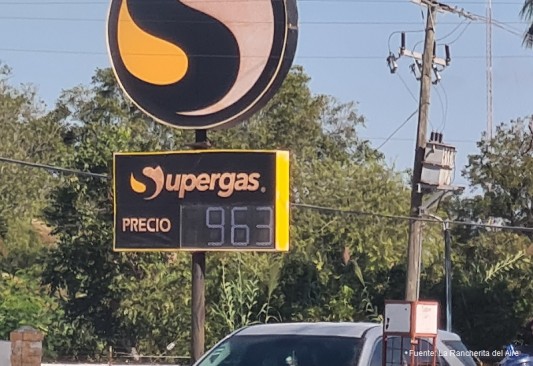 Supergas.
PRECIO 963
• Fuente: La Rancherita del Aire